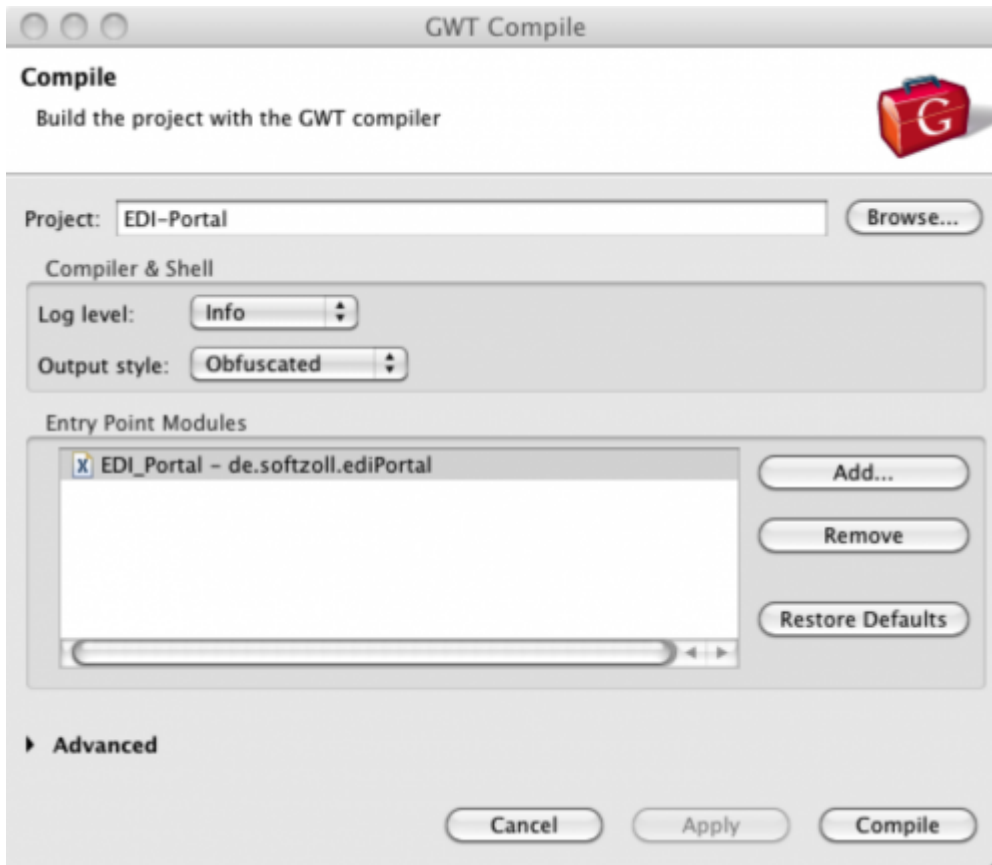 GWT Compile
Compile
Build the project with the GWT compiler
G
Project: EDI-Portal Browse...
Compiler & Shell
Log level: Info
Output style: Obfuscated
Entry Point Modules
X EDI_Portal - de.softzoll.ediPortal
Add...
Remove
Restore Defaults
Advanced
Cancel Apply Compile